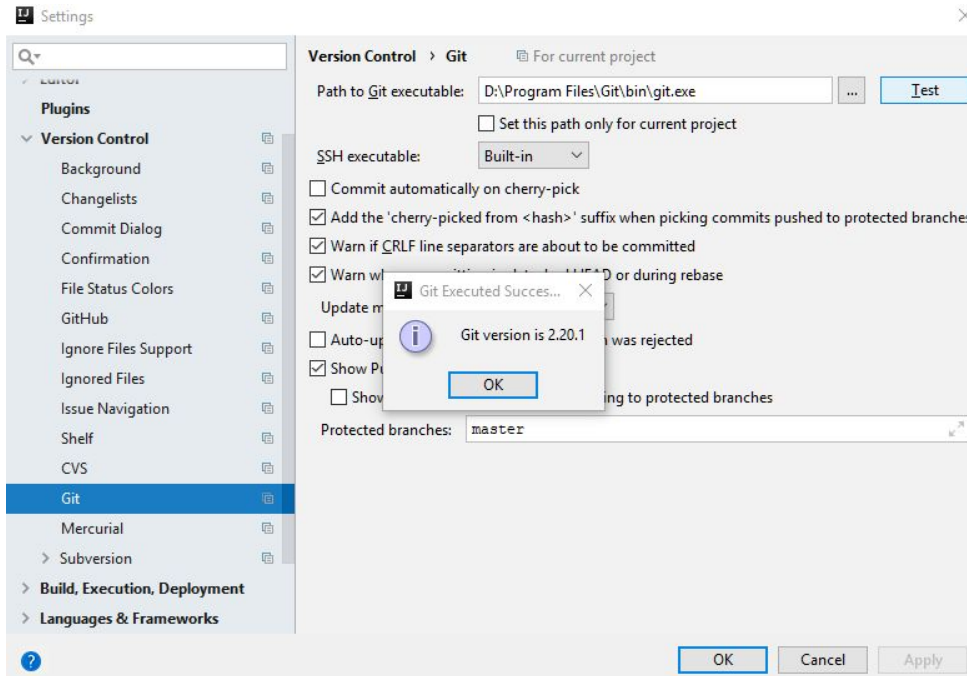 Settings
Editor
Plugins
Version Control
Background
Changelists
Commit Dialog
Confirmation
File Status Colors
GitHub
Ignore Files Support
Ignored Files
Issue Navigation
Shelf
CVS
Git
Mercurial
Subversion
Build, Execution, Deployment
Languages & Frameworks
Version Control › Git For current project
Path to Git executable: D:\Program Files\Git\bin\git.exe ... Test
Set this path only for current project
SSH executable: Built-in
Commit automatically on cherry-pick
Add the 'cherry-picked from <hash>' suffix when picking commits pushed to protected branches
Warn if CRLF line separators are about to be committed
Warn HEAD or during rebase
Update
Auto-up was rejected
Show
Show to protected branches
Protected branches: master
IJ Git Executed Succes...
Git version is 2.20.1
OK
? OK Cancel Apply